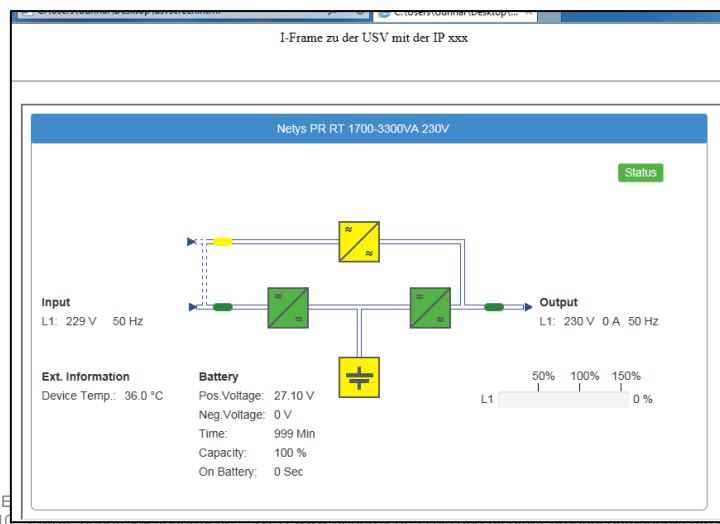 I-Frame zu der USV mit der IP xxx
Netys PR RT 1700-3300VA 230V
Status
Input
L1: 229 V 50 Hz
Output
L1: 230 V 0 A 50 Hz
Ext. Information
Device Temp.: 36.0 °C
Battery
Pos.Voltage: 27.10 V
Neg.Voltage: 0 V
Time: 999 Min
Capacity: 100 %
On Battery: 0 Sec
50% 100% 150%
L1 0 %